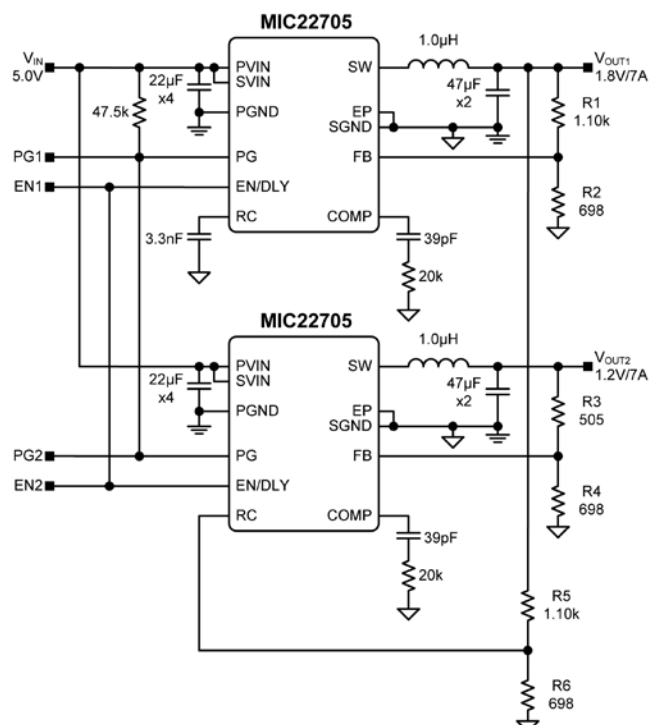 MIC22705
VIN
5.0V
47.5k
22µF
x4
PVIN
SVIN
PGND
PG
EN/DLY
RC
SW
EP
SGND
FB
COMP
1.0µH
47µF
x2
VOUT1
1.8V/7A
R1
1.10k
R2
698
PG1
EN1
3.3nF
39pF
20k
MIC22705
22µF
x4
PVIN
SVIN
PGND
PG
EN/DLY
RC
SW
EP
SGND
FB
COMP
1.0µH
47µF
x2
VOUT2
1.2V/7A
R3
505
R4
698
PG2
EN2
39pF
20k
R5
1.10k
R6
698